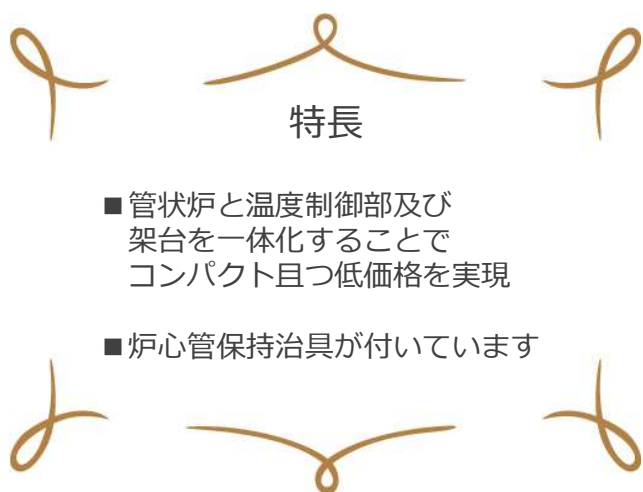 特長
■管状炉と温度制御部及び
架台を一体化することで
コンパクト且つ低価格を実現
■炉心管保持治具が付いています